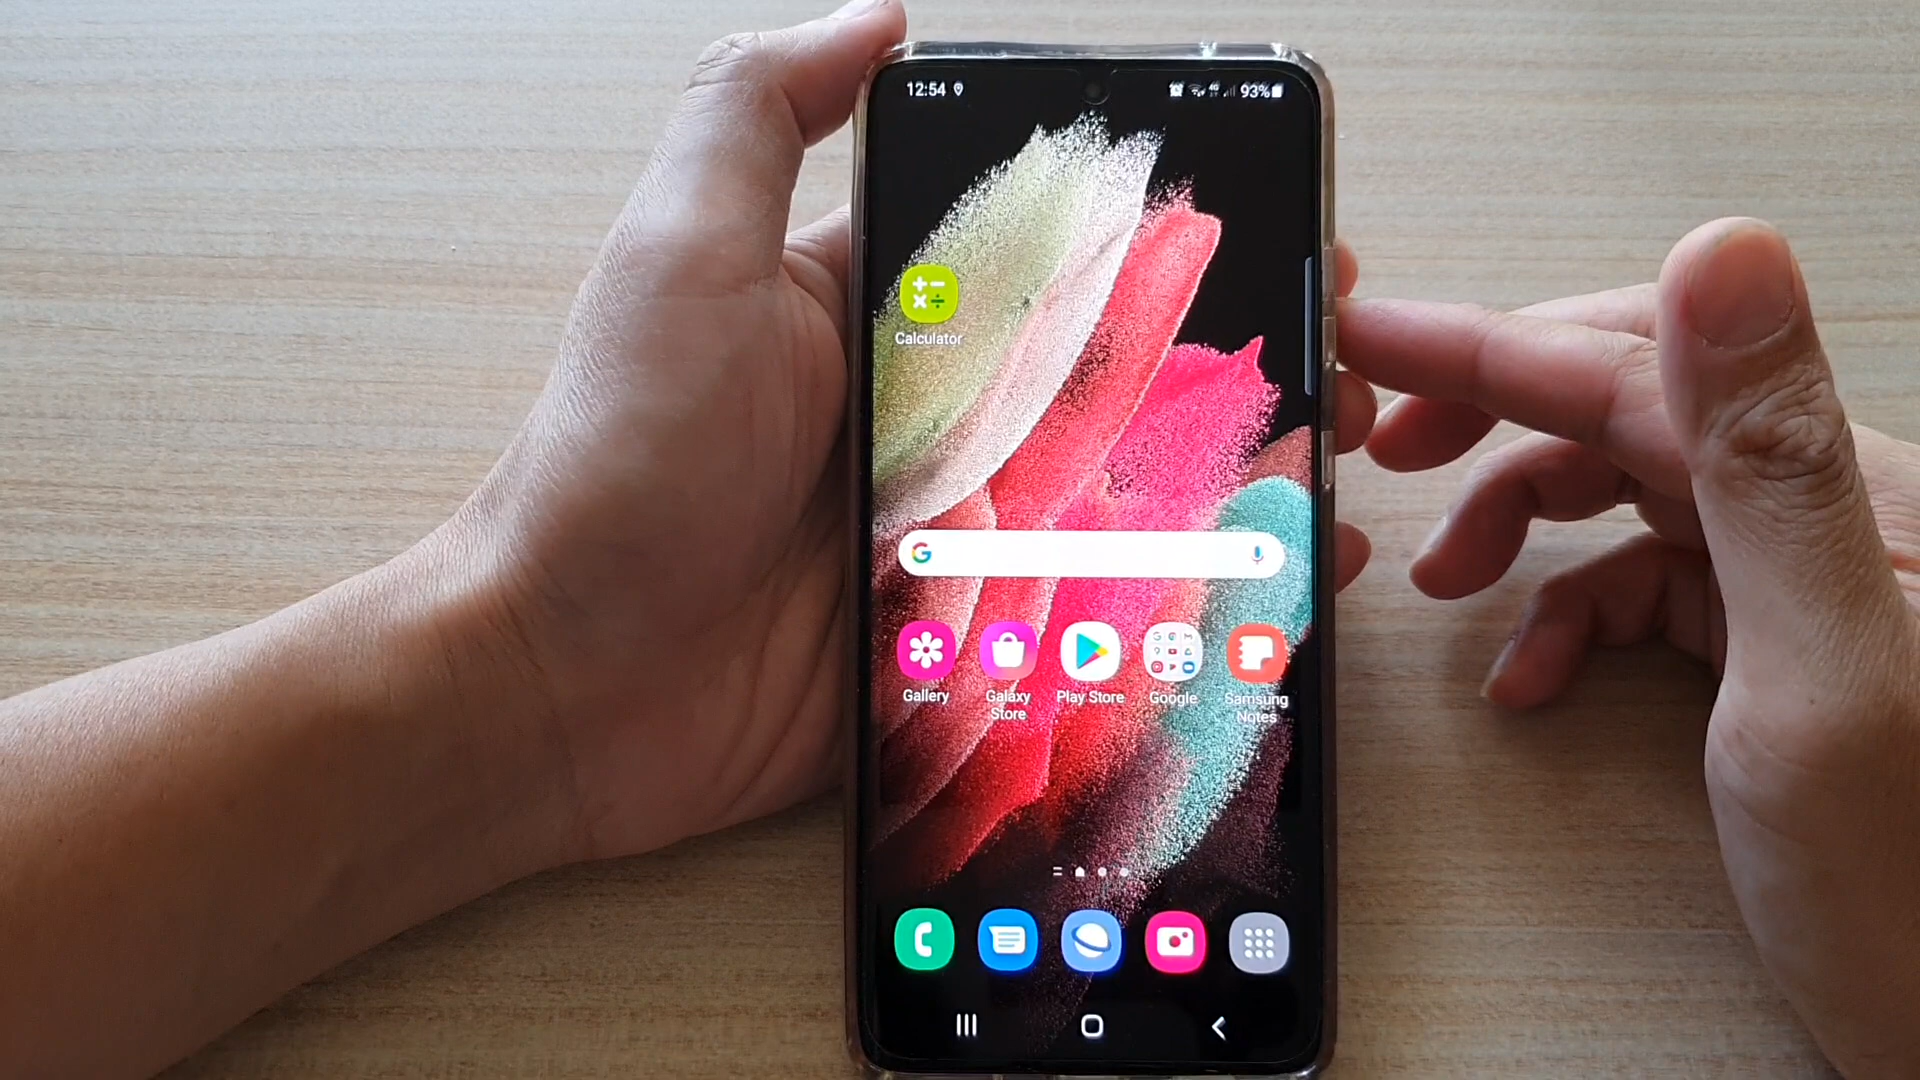 12:54
93%
Calculator
G
Gallery
Galaxy
Store
Play Store
Google
Samsung
Notes